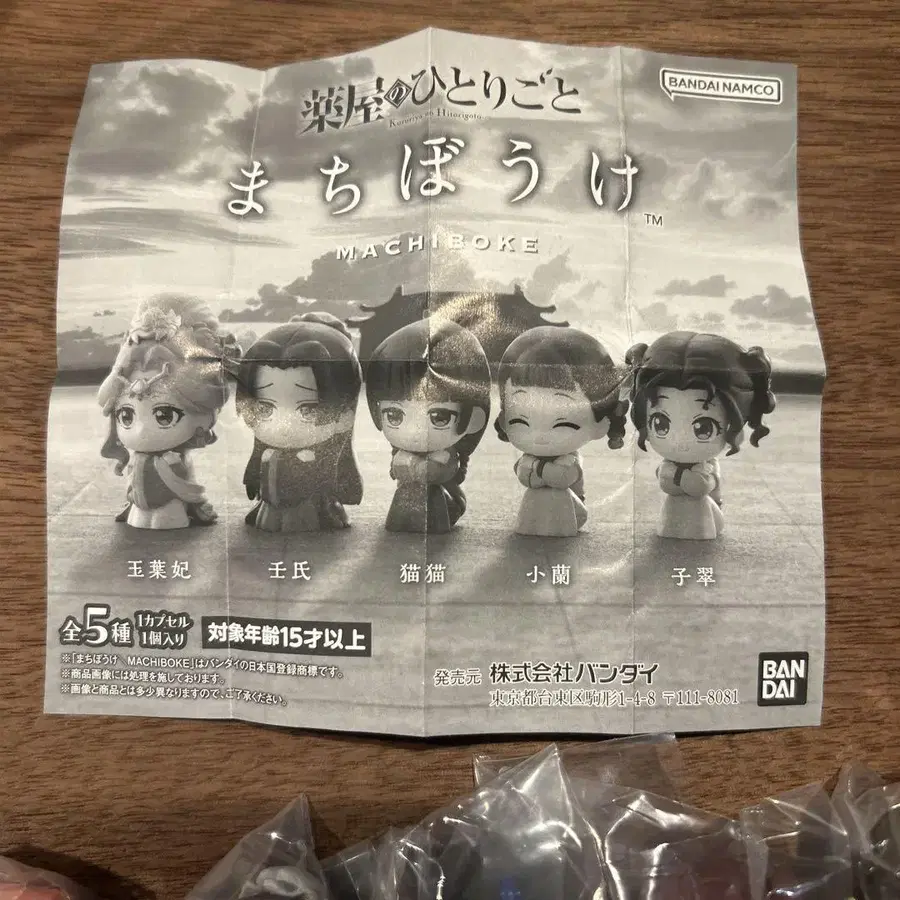 薬屋のひとりごと
Kusuriya no Hitorigoto
BANDAI NAMCO
まちぼうけ™
MACHIBOKE
玉葉妃 壬氏 猫猫 小蘭 子翠
全5種 1カプセル1個入り 対象年齢15才以上
※「まちぼうけ MACHIBOKE」はバンダイの日本国登録商標です。
※商品画像には処理を施しております。
※画像と商品とは多少異なりますので、ご了承ください。
発売元 株式会社バンダイ
東京都台東区駒形1-4-8 〒111-8081
BAN
DAI